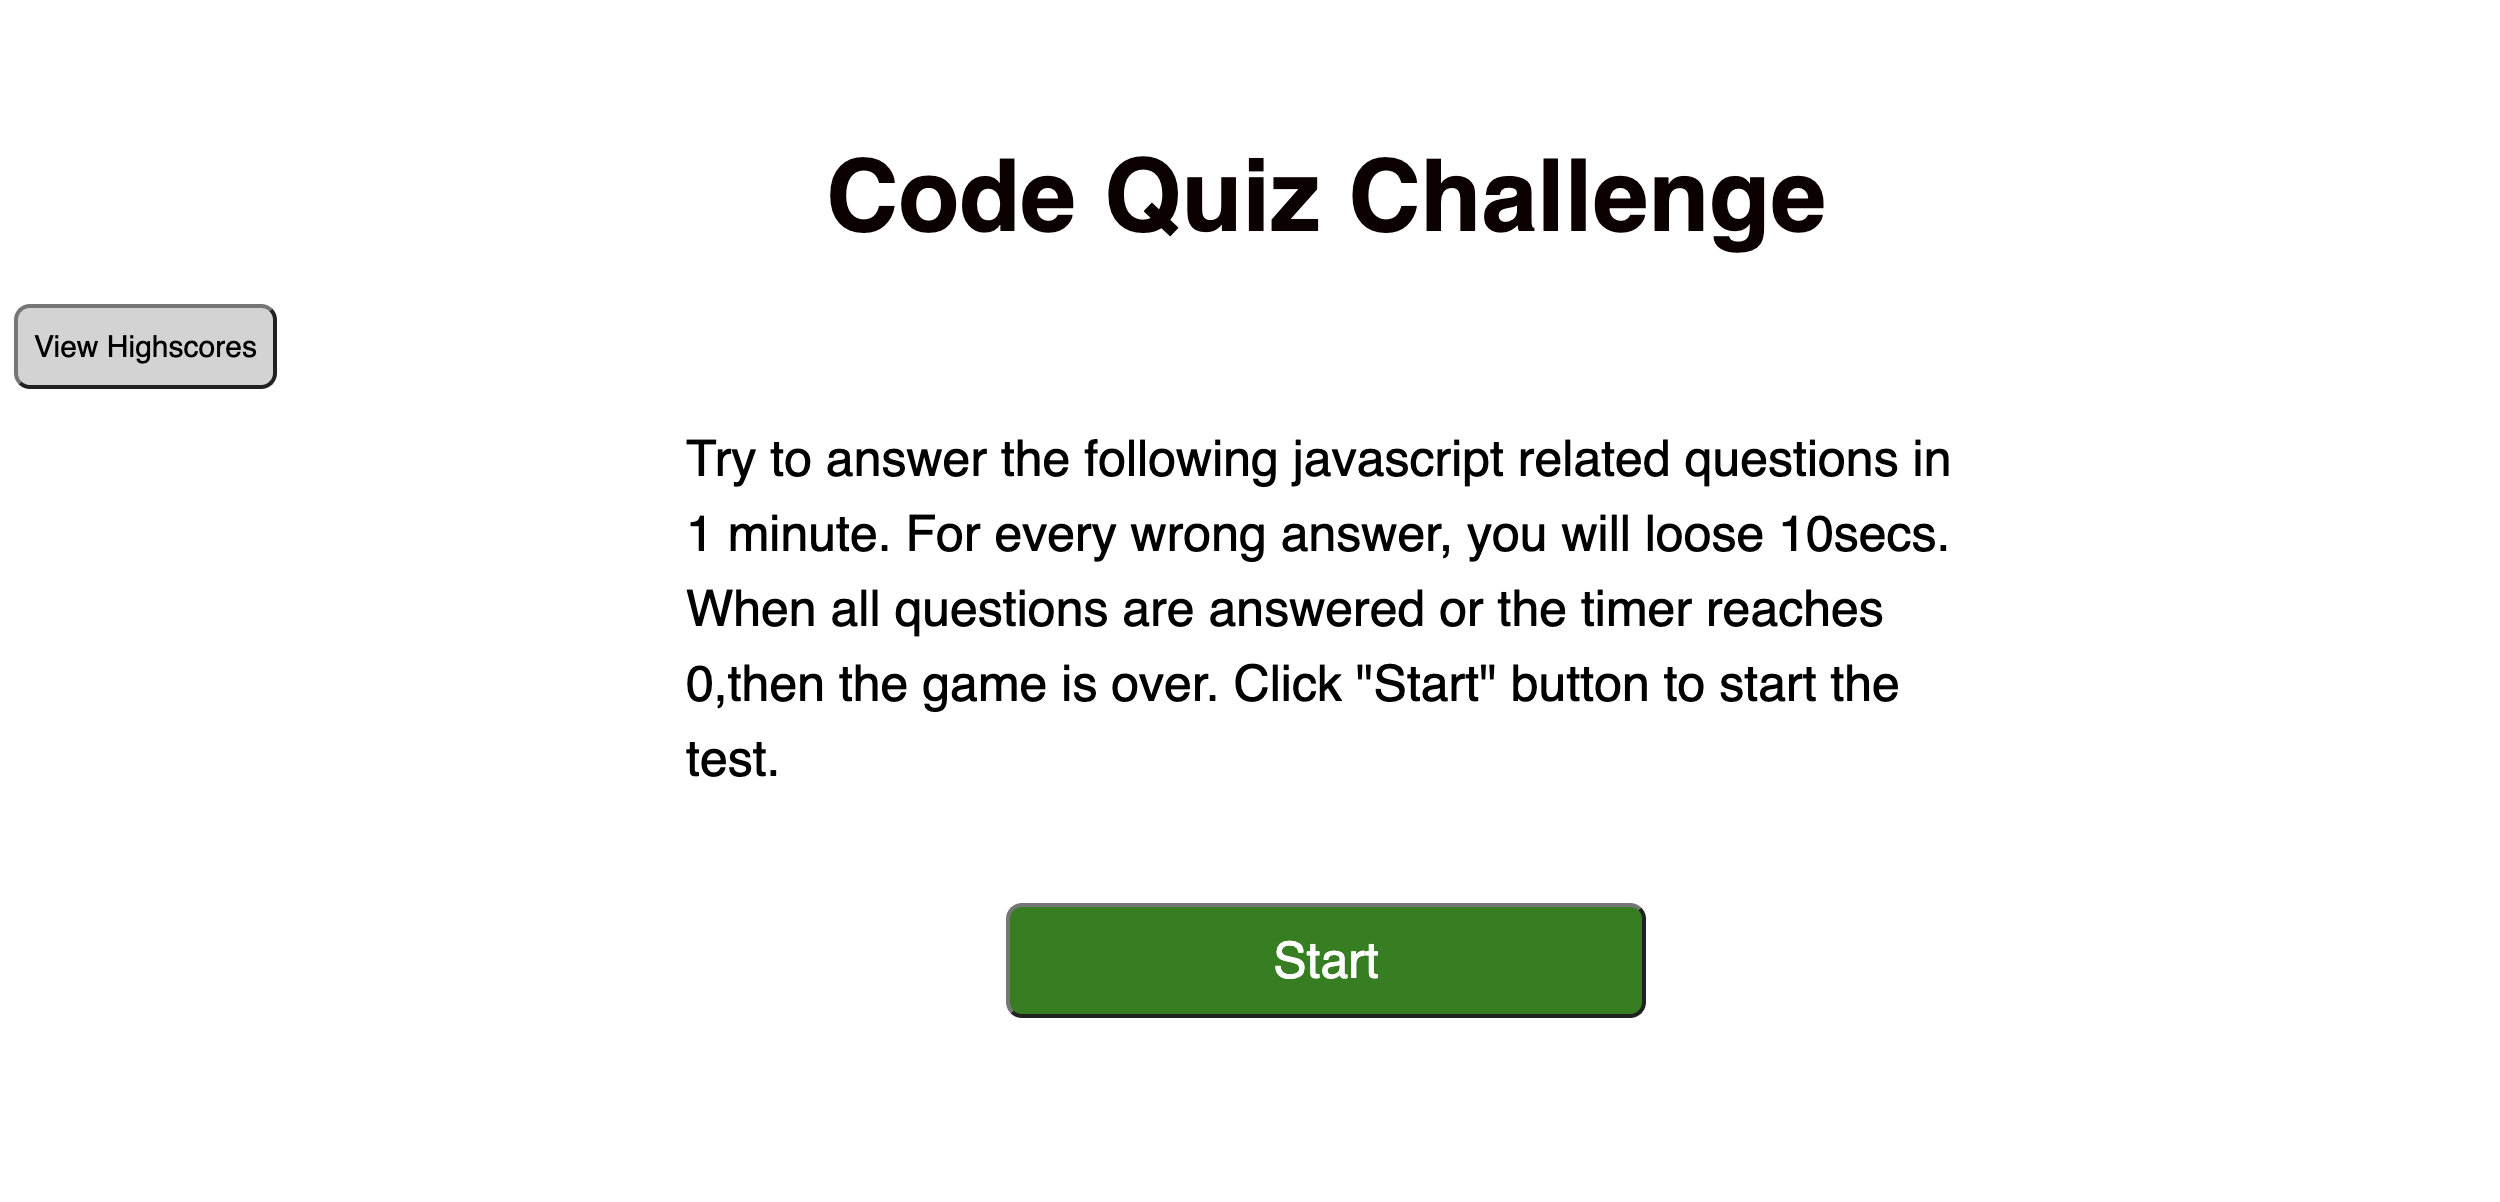 Code Quiz Challenge
View Highscores
Try to answer the following javascript related questions in
1 minute. For every wrong answer, you will loose 10secs.
When all questions are answered or the timer reaches
0,then the game is over. Click "Start" button to start the
test.
Start